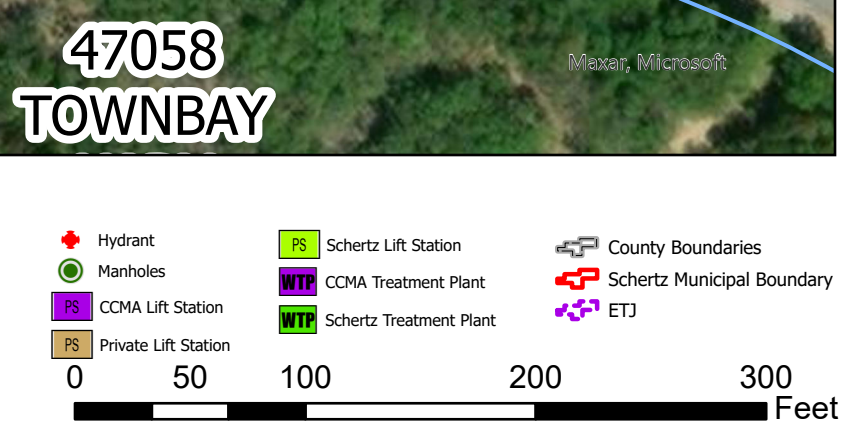 47058
TOWNBAY
Maxar, Microsoft
Hydrant
Manholes
PS CCMA Lift Station
PS Private Lift Station
PS Schertz Lift Station
WTP CCMA Treatment Plant
WTP Schertz Treatment Plant
County Boundaries
Schertz Municipal Boundary
ETJ
0 50 100 200 300
Feet